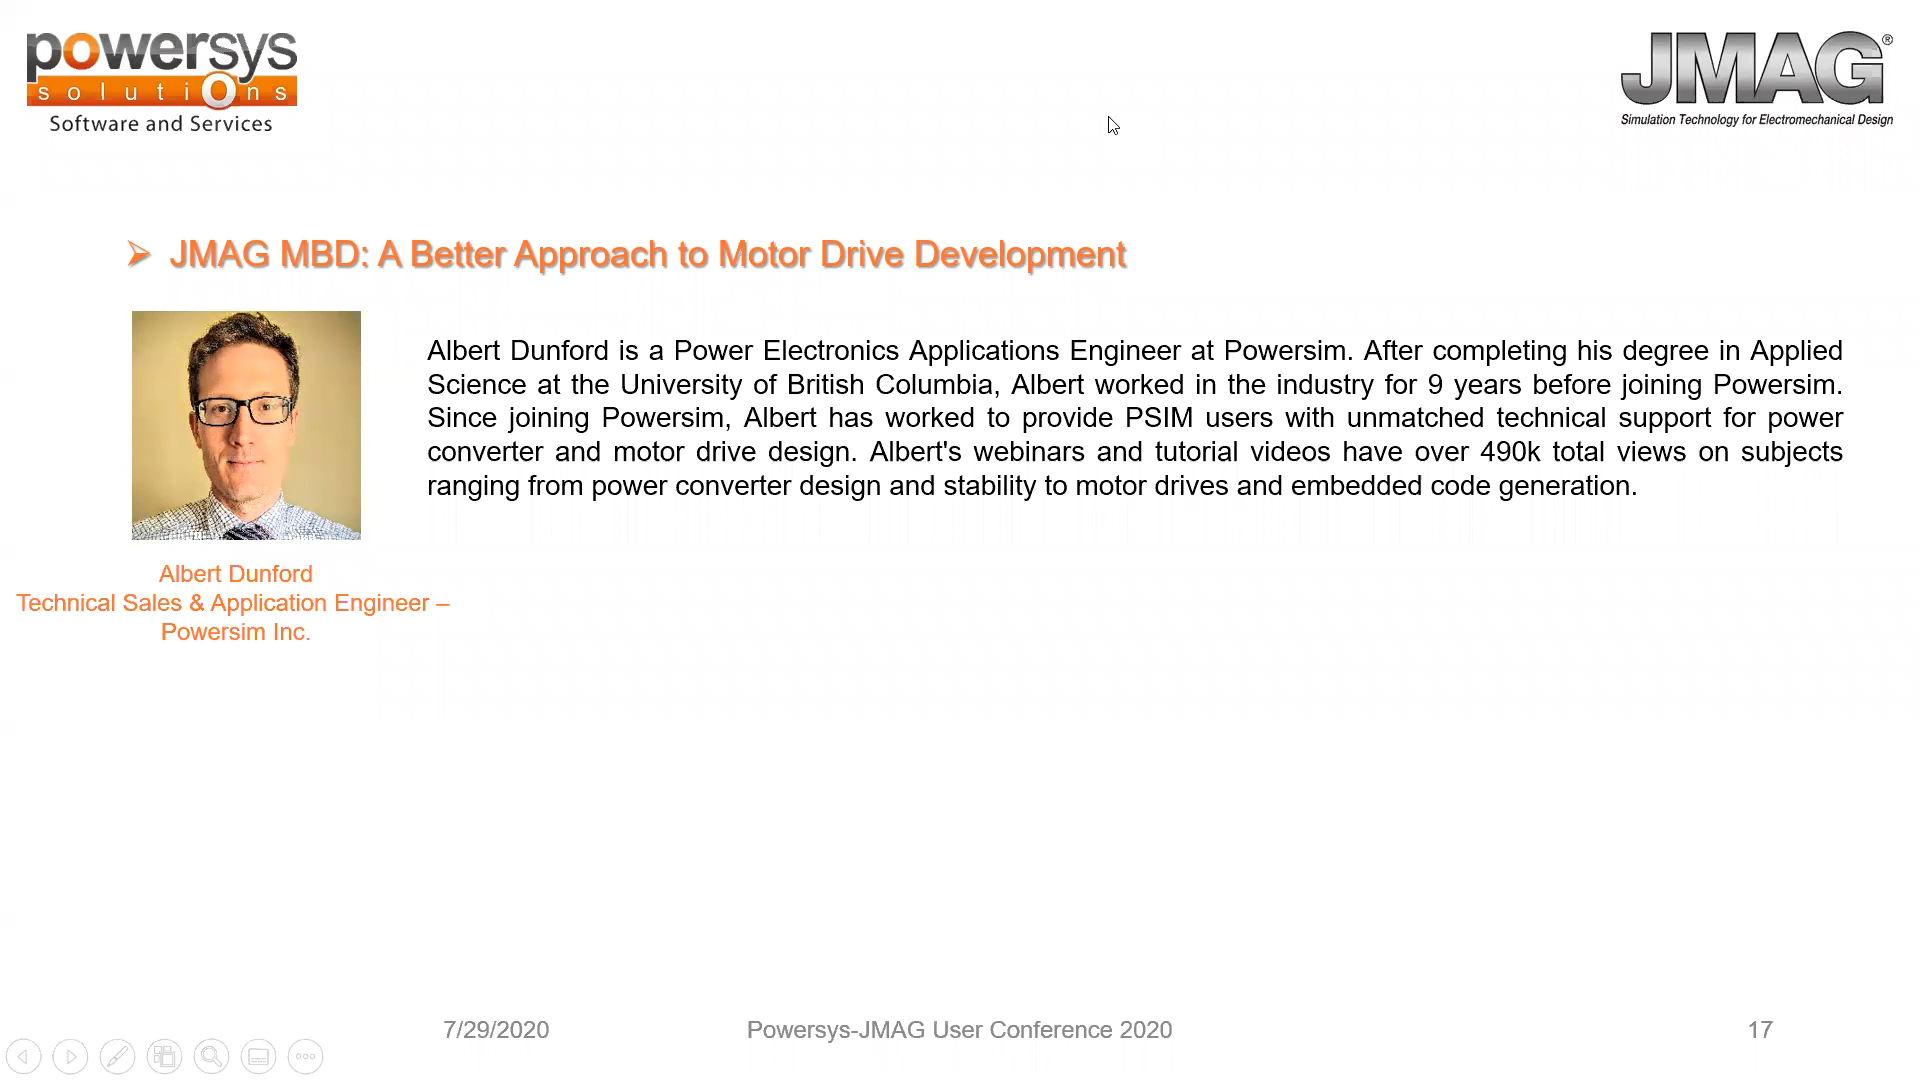 powersys
solutions
Software and Services
JMAG®
Simulation Technology for Electromechanical Design
➢ JMAG MBD: A Better Approach to Motor Drive Development
Albert Dunford is a Power Electronics Applications Engineer at Powersim. After completing his degree in Applied
Science at the University of British Columbia, Albert worked in the industry for 9 years before joining Powersim.
Since joining Powersim, Albert has worked to provide PSIM users with unmatched technical support for power
converter and motor drive design. Albert's webinars and tutorial videos have over 490k total views on subjects
ranging from power converter design and stability to motor drives and embedded code generation.
Albert Dunford
Technical Sales & Application Engineer –
Powersim Inc.
7/29/2020
Powersys-JMAG User Conference 2020
17